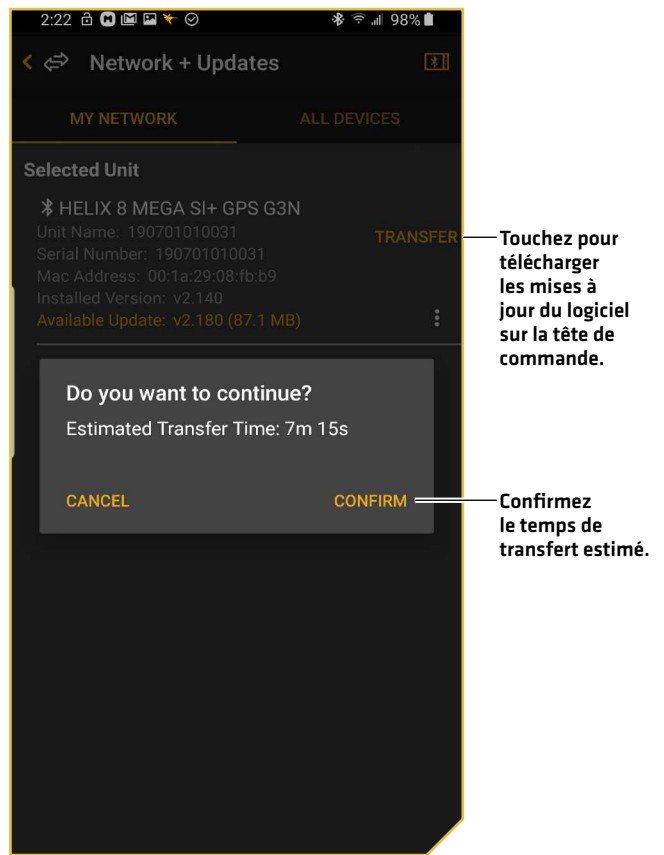 2:22 98%
Network + Updates
MY NETWORK ALL DEVICES
Selected Unit
HELIX 8 MEGA SI+ GPS G3N
Unit Name: 190701010031
TRANSFER
Serial Number: 190701010031
Mac Address: 00:1a:29:08:fb:b9
Installed Version: v2.140
Available Update: v2.180 (87.1 MB)
Touchez pour
télécharger
les mises à
jour du logiciel
sur la tête de
commande.
Do you want to continue?
Estimated Transfer Time: 7m 15s
CANCEL CONFIRM
Confirmez
le temps de
transfert estimé.